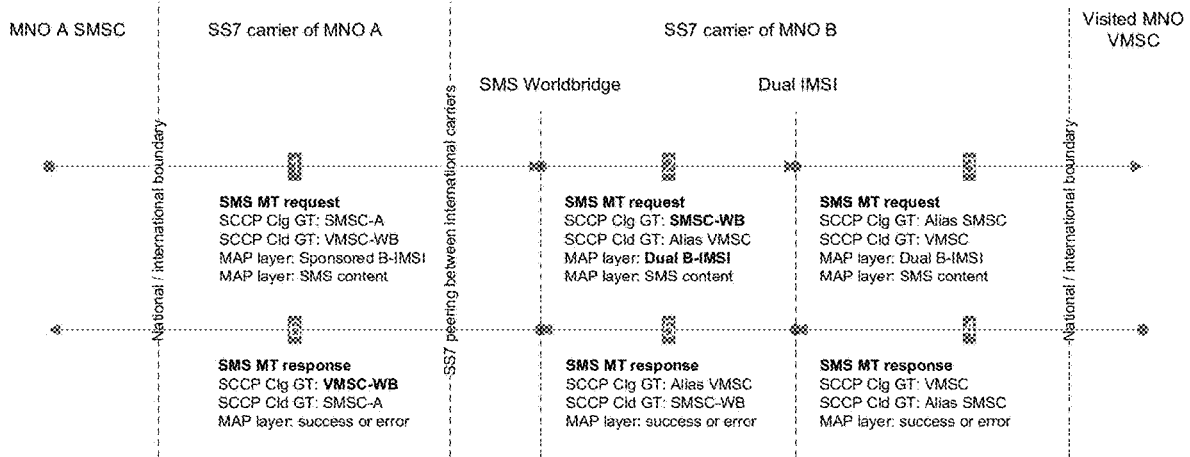 MNO A SMSC
SS7 carrier of MNO A
SS7 carrier of MNO B
Visited MNO
VMSC
SMS Worldbridge
Dual IMSI
National / international boundary
SS7 peering between international carriers
National / international boundary
SMS MT request
SCCP Clg GT: SMSC-A
SCCP Cld GT: VMSC-WB
MAP layer: Sponsored B-IMSI
MAP layer: SMS content
SMS MT request
SCCP Clg GT: SMSC-WB
SCCP Cld GT: Alias VMSC
MAP layer: Dual B-IMSI
MAP layer: SMS content
SMS MT request
SCCP Clg GT: Alias SMSC
SCCP Cld GT: VMSC
MAP layer: Dual B-IMSI
MAP layer: SMS content
SMS MT response
SCCP Clg GT: VMSC-WB
SCCP Cld GT: SMSC-A
MAP layer: success or error
SMS MT response
SCCP Clg GT: Alias VMSC
SCCP Cld GT: SMSC-WB
MAP layer: success or error
SMS MT response
SCCP Clg GT: VMSC
SCCP Cld GT: Alias SMSC
MAP layer: success or error